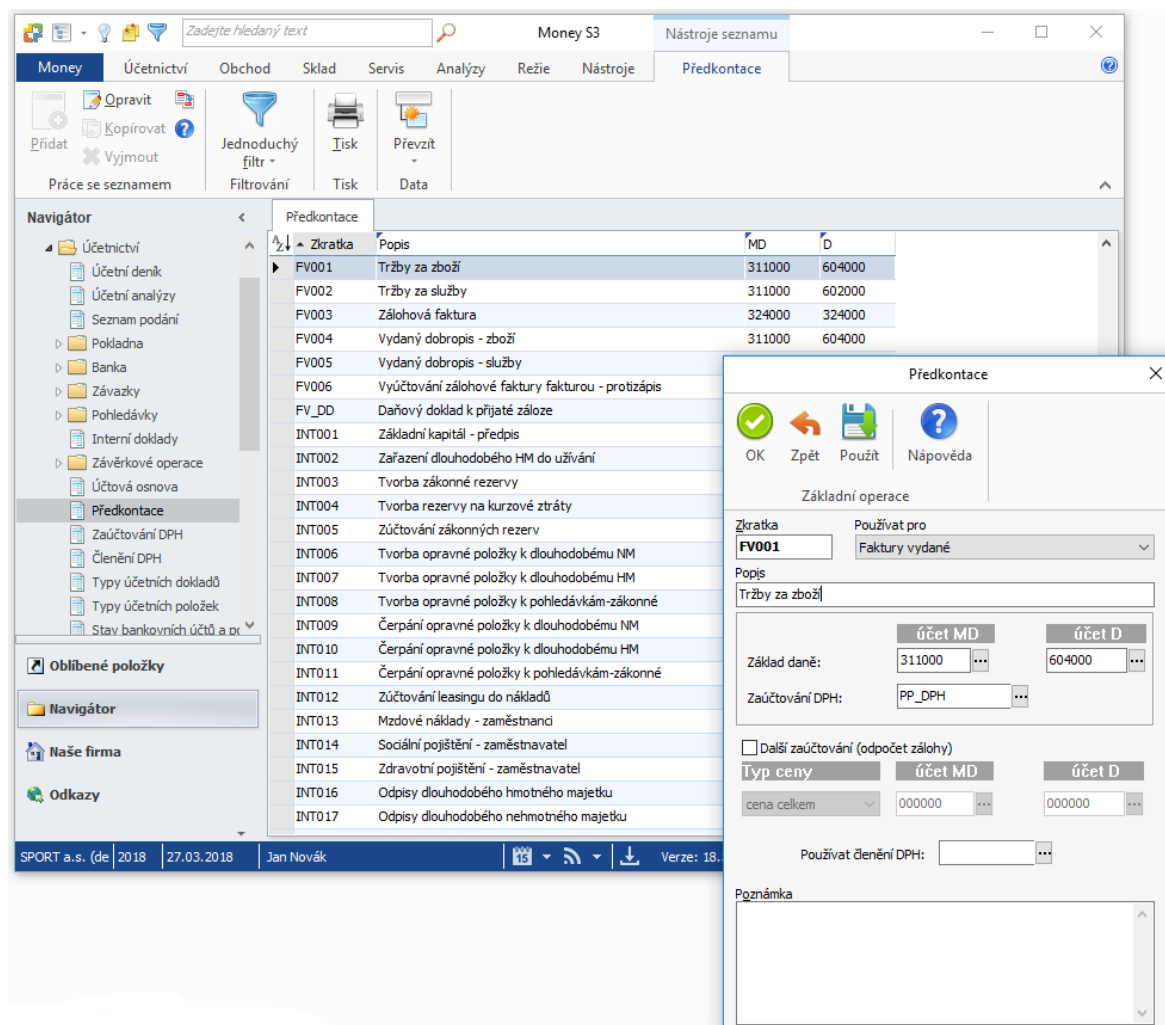 Zadejte hledaný text
Money S3
Nástroje seznamu
Money Účetnictví Obchod Sklad Servis Analýzy Režie Nástroje Předkontace
Přidat
Opravit
Kopírovat
Vyjmout
Jednoduchý filtr
Tisk
Převzít
Práce se seznamem Filtrování Tisk Data
Navigátor
Účetnictví
Účetní deník
Účetní analýzy
Seznam podání
Pokladna
Banka
Závazky
Pohledávky
Interní doklady
Závěrkové operace
Účtová osnova
Předkontace
Zaúčtování DPH
Členění DPH
Typy účetních dokladů
Typy účetních položek
Stav bankovních účtů a po
Oblíbené položky
Navigátor
Naše firma
Odkazy
Předkontace
Zkratka Popis MD D
FV001 Tržby za zboží 311000 604000
FV002 Tržby za služby 311000 602000
FV003 Zálohová faktura 324000 324000
FV004 Vydaný dobropis - zboží 311000 604000
FV005 Vydaný dobropis - služby
FV006 Vyúčtování zálohové faktury fakturou - protizápis
FV_DD Daňový doklad k přijaté záloze
INT001 Základní kapitál - předpis
INT002 Zařazení dlouhodobého HM do užívání
INT003 Tvorba zákonné rezervy
INT004 Tvorba rezervy na kurzové ztráty
INT005 Zúčtování zákonných rezerv
INT006 Tvorba opravné položky k dlouhodobému NM
INT007 Tvorba opravné položky k dlouhodobému HM
INT008 Tvorba opravné položky k pohledávkám-zákonné
INT009 Čerpání opravné položky k dlouhodobému NM
INT010 Čerpání opravné položky k dlouhodobému HM
INT011 Čerpání opravné položky k pohledávkám-zákonné
INT012 Zúčtování leasingu do nákladů
INT013 Mzdové náklady - zaměstnanci
INT014 Sociální pojištění - zaměstnavatel
INT015 Zdravotní pojištění - zaměstnavatel
INT016 Odpisy dlouhodobého hmotného majetku
INT017 Odpisy dlouhodobého nehmotného majetku
SPORT a.s. (de 2018 27.03.2018 Jan Novák 15 Verze: 18.
Předkontace
OK Zpět Použít Nápověda
Základní operace
Zkratka Používat pro
FV001 Faktury vydané
Popis
Tržby za zboží
účet MD účet D
Základ daně: 311000 604000
Zaúčtování DPH: PP_DPH
Další zaúčtování (odpočet zálohy)
Typ ceny účet MD účet D
cena celkem 000000 000000
Používat členění DPH:
Poznámka